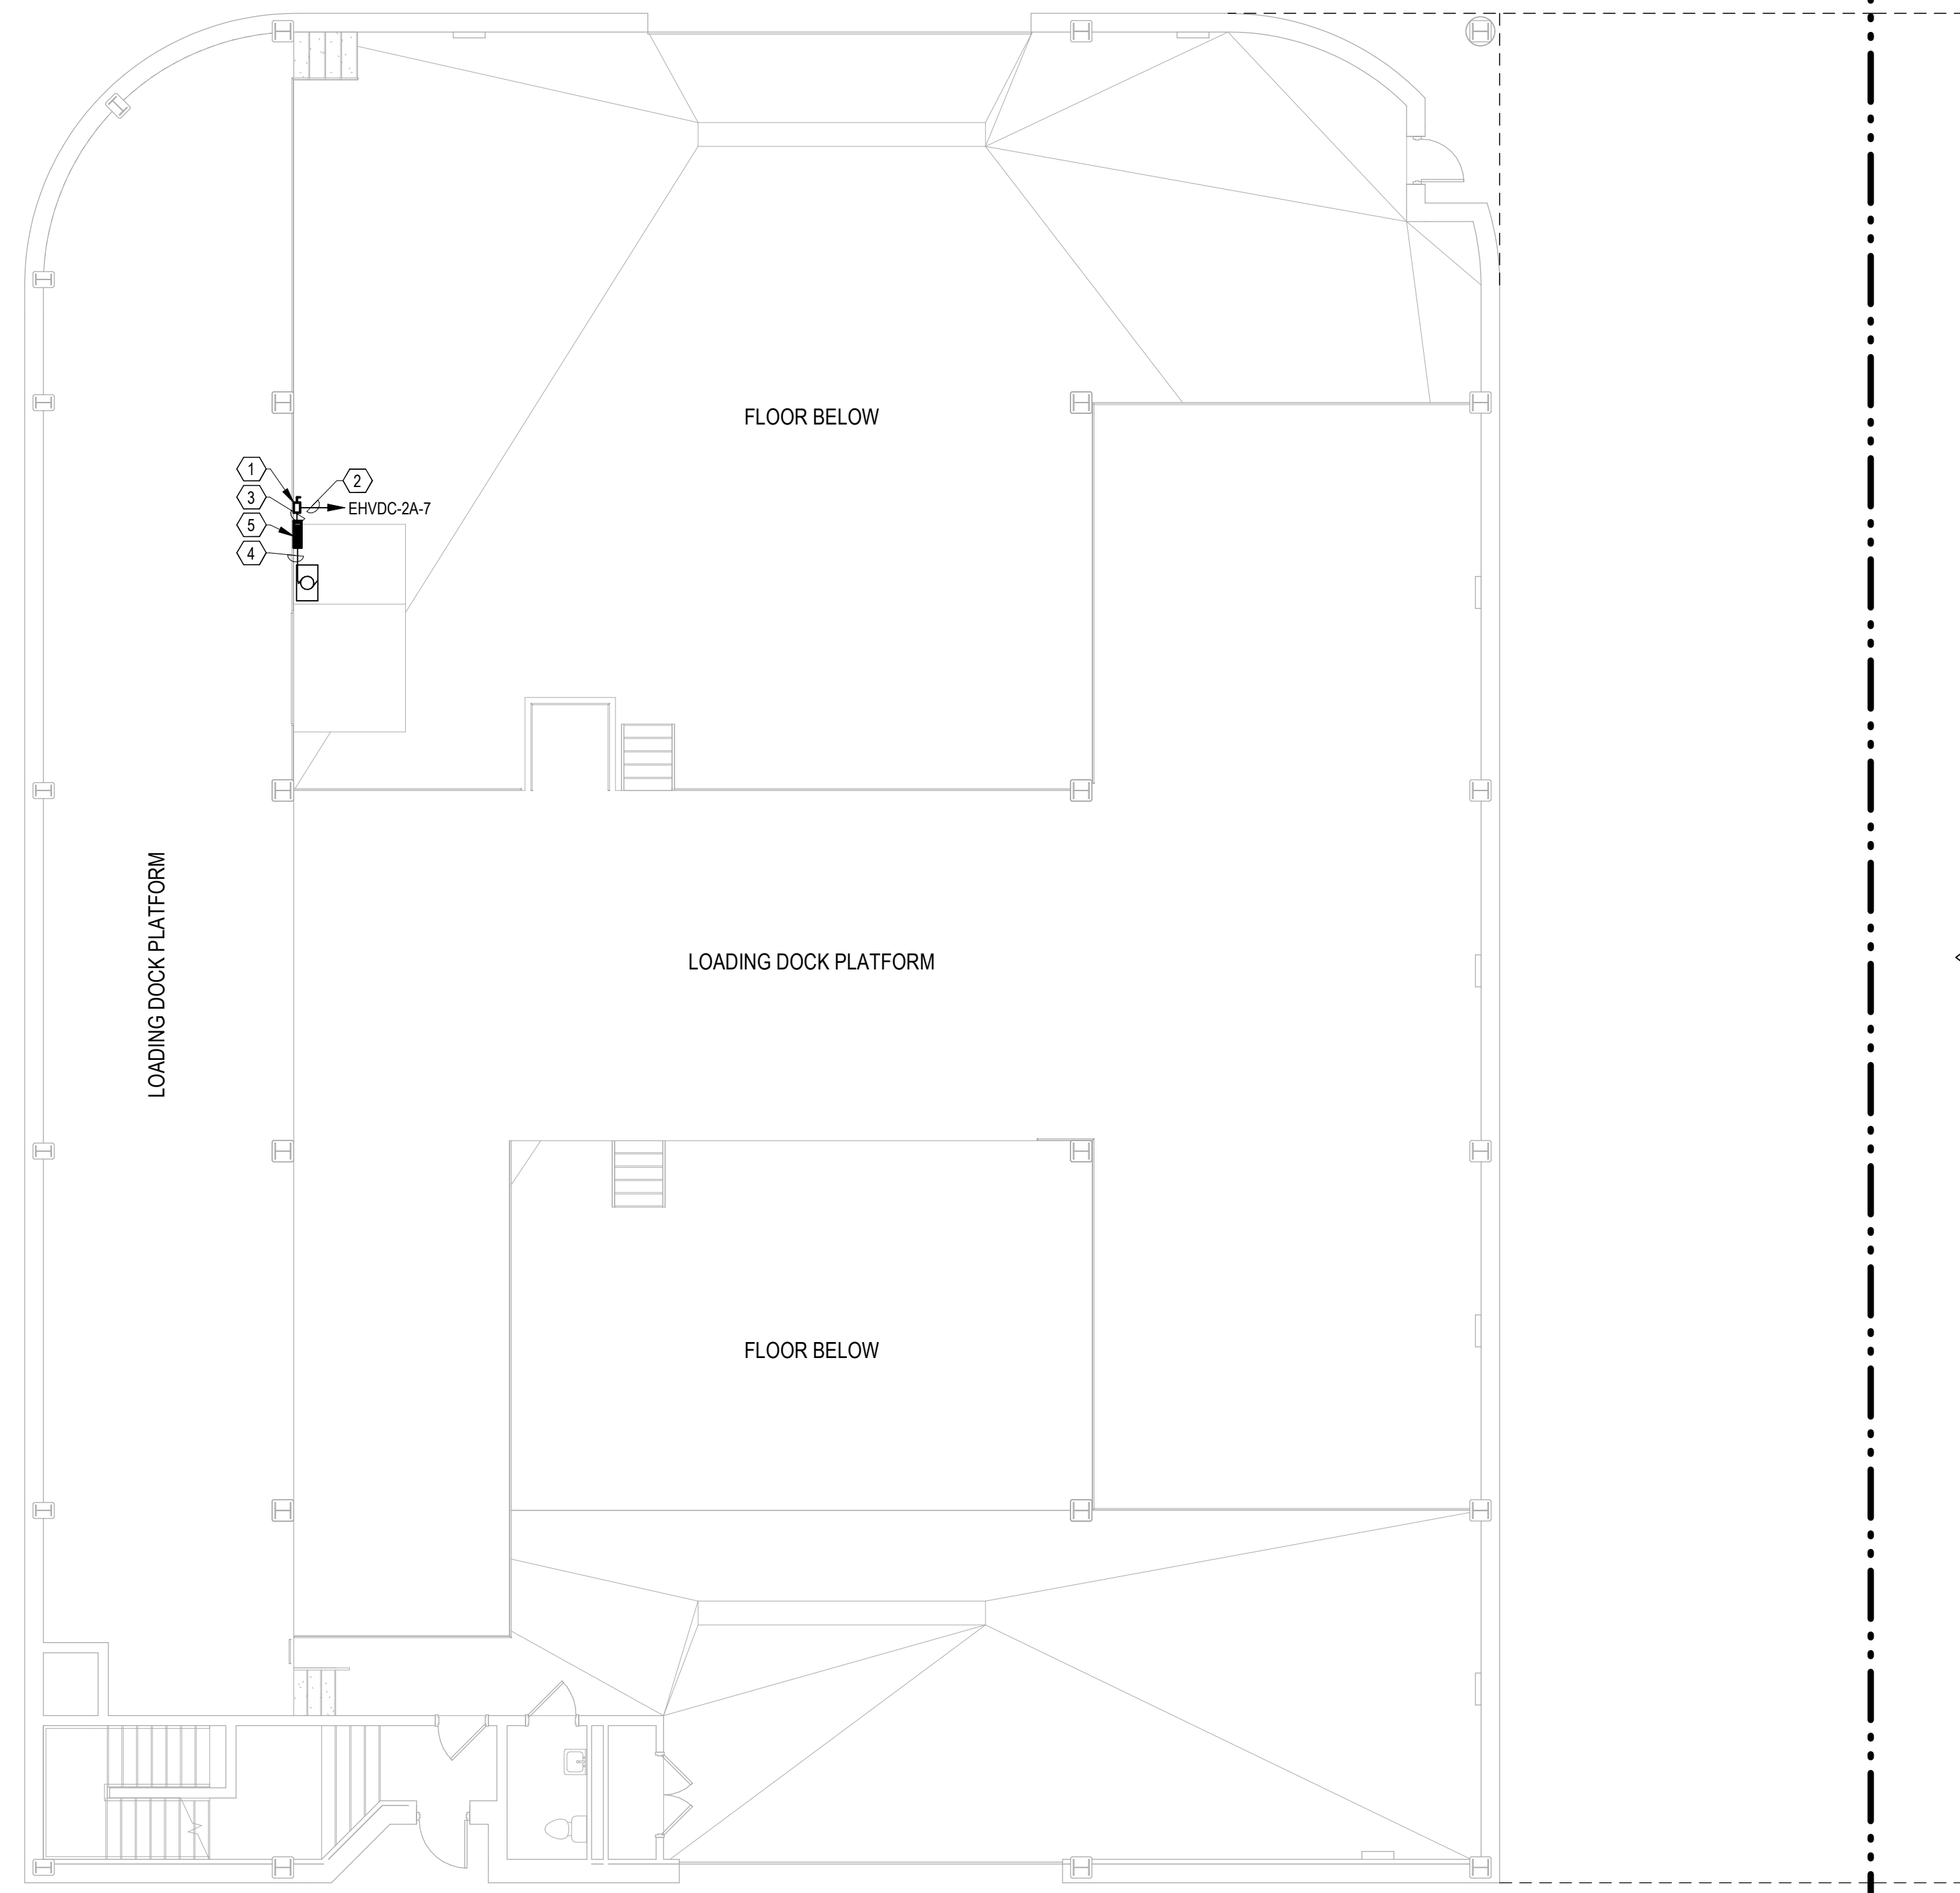 FLOOR BELOW
1
2
3
EHVDC-2A-7
5
4
LOADING DOCK PLATFORM
LOADING DOCK PLATFORM
FLOOR BELOW